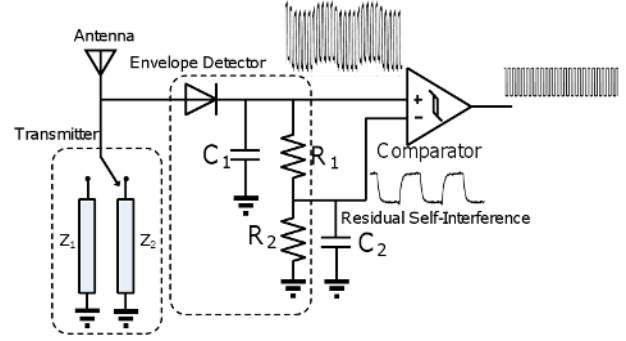 Antenna
Envelope Detector
Transmitter
+
−
C1
R1
Comparator
Z1
Z2
R2
C2
Residual Self-Interference